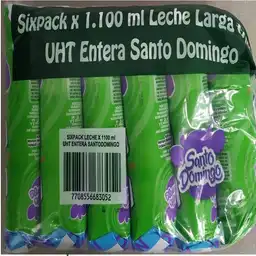 Sixpack x 1.100 ml Leche Larga
UHT Entera Santo Domingo
SIXPACK LECHE X 1100 ml
UHT ENTERA SANTODOMINGO
7708556683052
Santo
Domingo